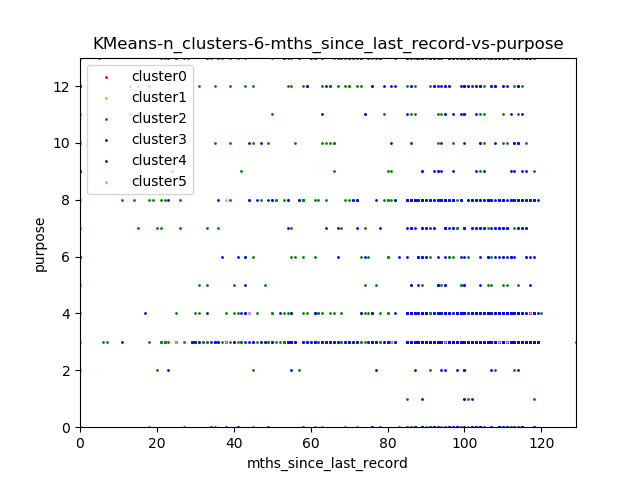 KMeans-n_clusters-6-mths_since_last_record-vs-purpose
12
10
8
6
4
2
0
purpose
cluster0
cluster1
cluster2
cluster3
cluster4
cluster5
0 20 40 60 80 100 120
mths_since_last_record